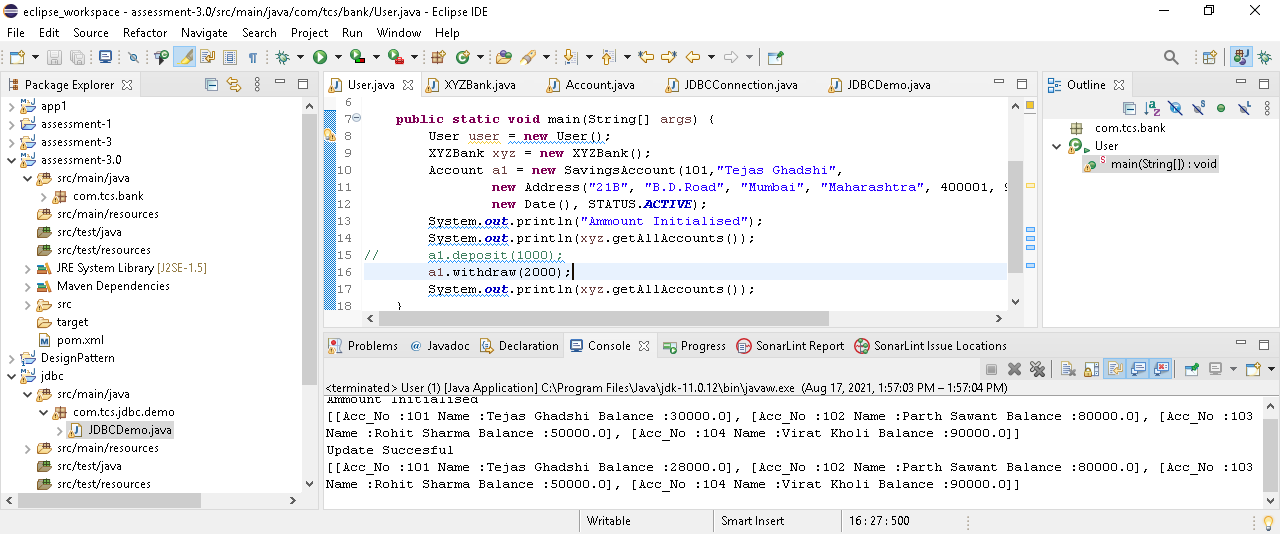 eclipse_workspace - assessment-3.0/src/main/java/com/tcs/bank/User.java - Eclipse IDE
File Edit Source Refactor Navigate Search Project Run Window Help
Package Explorer
app1
assessment-1
assessment-3
assessment-3.0
src/main/java
com.tcs.bank
src/main/resources
src/test/java
src/test/resources
JRE System Library [J2SE-1.5]
Maven Dependencies
src
target
pom.xml
DesignPattern
jdbc
src/main/java
com.tcs.jdbc.demo
JDBCDemo.java
src/main/resources
src/test/java
src/test/resources
User.java XYZBank.java Account.java JDBCConnection.java JDBCDemo.java
6
7 public static void main(String[] args) {
8 User user = new User();
9 XYZBank xyz = new XYZBank();
10 Account a1 = new SavingsAccount(101,"Tejas Ghadshi",
11 new Address("21B", "B.D.Road", "Mumbai", "Maharashtra", 400001, 9
12 new Date(), STATUS.ACTIVE);
13 System.out.println("Ammount Initialised");
14 System.out.println(xyz.getAllAccounts());
15 // a1.deposit(1000);
16 a1.withdraw(2000);
17 System.out.println(xyz.getAllAccounts());
18 }
Outline
com.tcs.bank
User
main(String[]) : void
Problems Javadoc Declaration Console Progress SonarLint Report SonarLint Issue Locations
<terminated> User (1) [Java Application] C:\Program Files\Java\jdk-11.0.12\bin\javaw.exe (Aug 17, 2021, 1:57:03 PM – 1:57:04 PM)
Ammount Initialised
[[Acc_No :101 Name :Tejas Ghadshi Balance :30000.0], [Acc_No :102 Name :Parth Sawant Balance :80000.0], [Acc_No :103
Name :Rohit Sharma Balance :50000.0], [Acc_No :104 Name :Virat Kholi Balance :90000.0]]
Update Succesful
[[Acc_No :101 Name :Tejas Ghadshi Balance :28000.0], [Acc_No :102 Name :Parth Sawant Balance :80000.0], [Acc_No :103
Name :Rohit Sharma Balance :50000.0], [Acc_No :104 Name :Virat Kholi Balance :90000.0]]
Writable Smart Insert 16 : 27 : 500